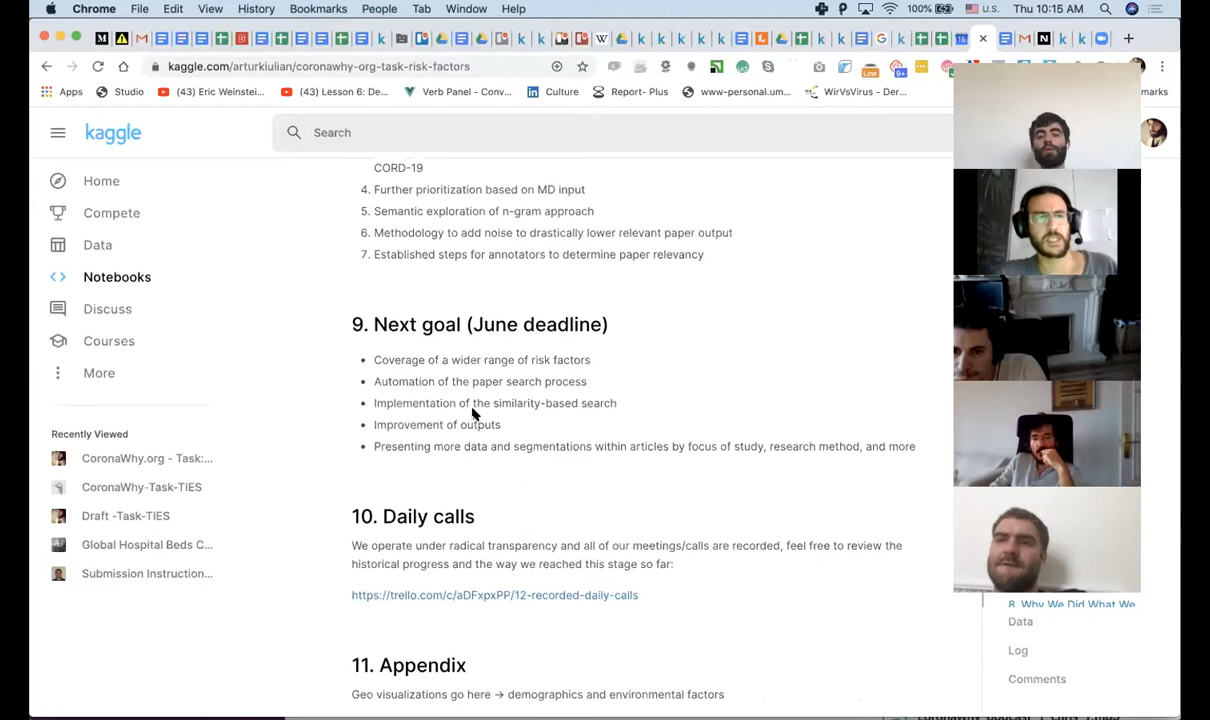 Chrome File Edit View History Bookmarks People Tab Window Help 100% U.S. Thu 10:15 AM
kaggle.com/arturkiulian/coronawhy-org-task-risk-factors
Apps Studio (43) Eric Weinstei... (43) Lesson 6: De... Verb Panel - Conv... Culture Report- Plus www-personal.um... WirVsVirus - Der...
kaggle
Search
Home
Compete
Data
Notebooks
Discuss
Courses
More
Recently Viewed
CoronaWhy.org - Task:...
CoronaWhy-Task-TIES
Draft -Task-TIES
Global Hospital Beds C...
Submission Instruction...
CORD-19
4. Further prioritization based on MD input
5. Semantic exploration of n-gram approach
6. Methodology to add noise to drastically lower relevant paper output
7. Established steps for annotators to determine paper relevancy
9. Next goal (June deadline)
• Coverage of a wider range of risk factors
• Automation of the paper search process
• Implementation of the similarity-based search
• Improvement of outputs
• Presenting more data and segmentations within articles by focus of study, research method, and more
10. Daily calls
We operate under radical transparency and all of our meetings/calls are recorded, feel free to review the
historical progress and the way we reached this stage so far:
https://trello.com/c/aDFxpxPP/12-recorded-daily-calls
11. Appendix
Geo visualizations go here → demographics and environmental factors
8. Why We Did What We
Data
Log
Comments